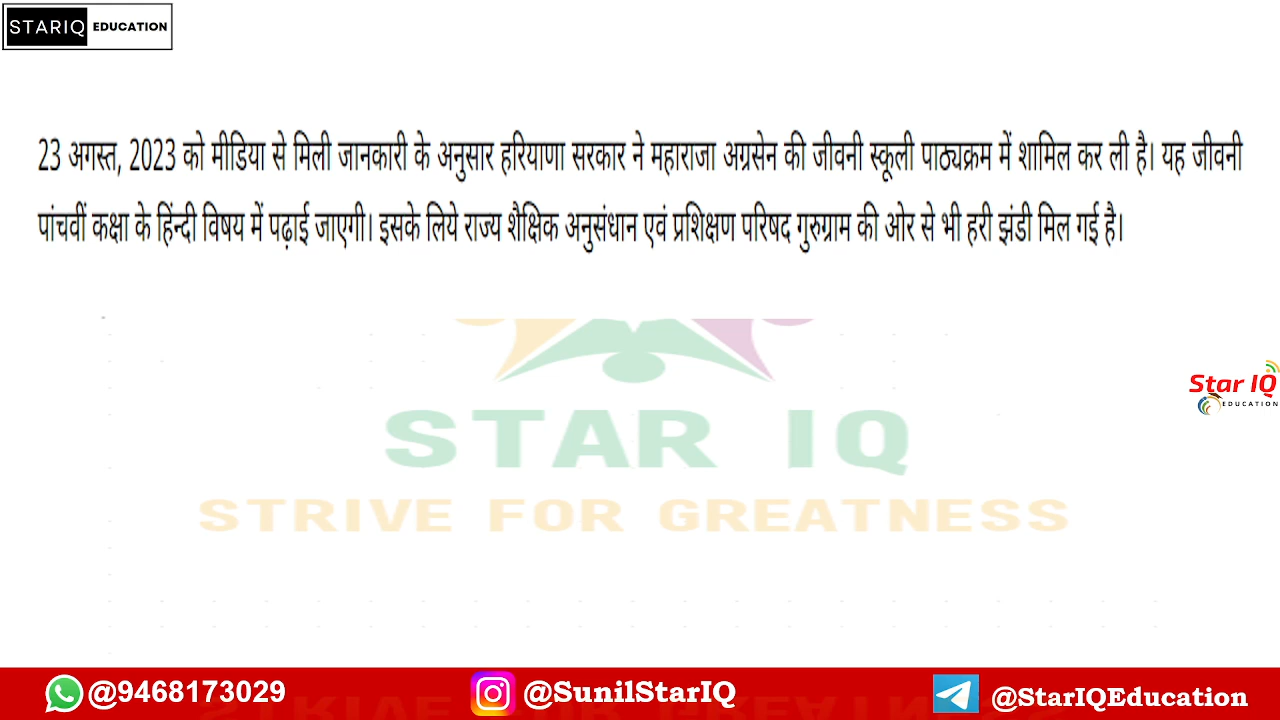 STARIQ EDUCATION
23 अगस्त, 2023 को मीडिया से मिली जानकारी के अनुसार हरियाणा सरकार ने महाराजा अग्रसेन की जीवनी स्कूली पाठ्यक्रम में शामिल कर ली है। यह जीवनी
पांचवीं कक्षा के हिंन्दी विषय में पढ़ाई जाएगी। इसके लिये राज्य शैक्षिक अनुसंधान एवं प्रशिक्षण परिषद गुरुग्राम की ओर से भी हरी झंडी मिल गई है।
Star IQ
EDUCATION
STAR IQ
STRIVE FOR GREATNESS
@9468173029 @SunilStarIQ @StarIQEducation